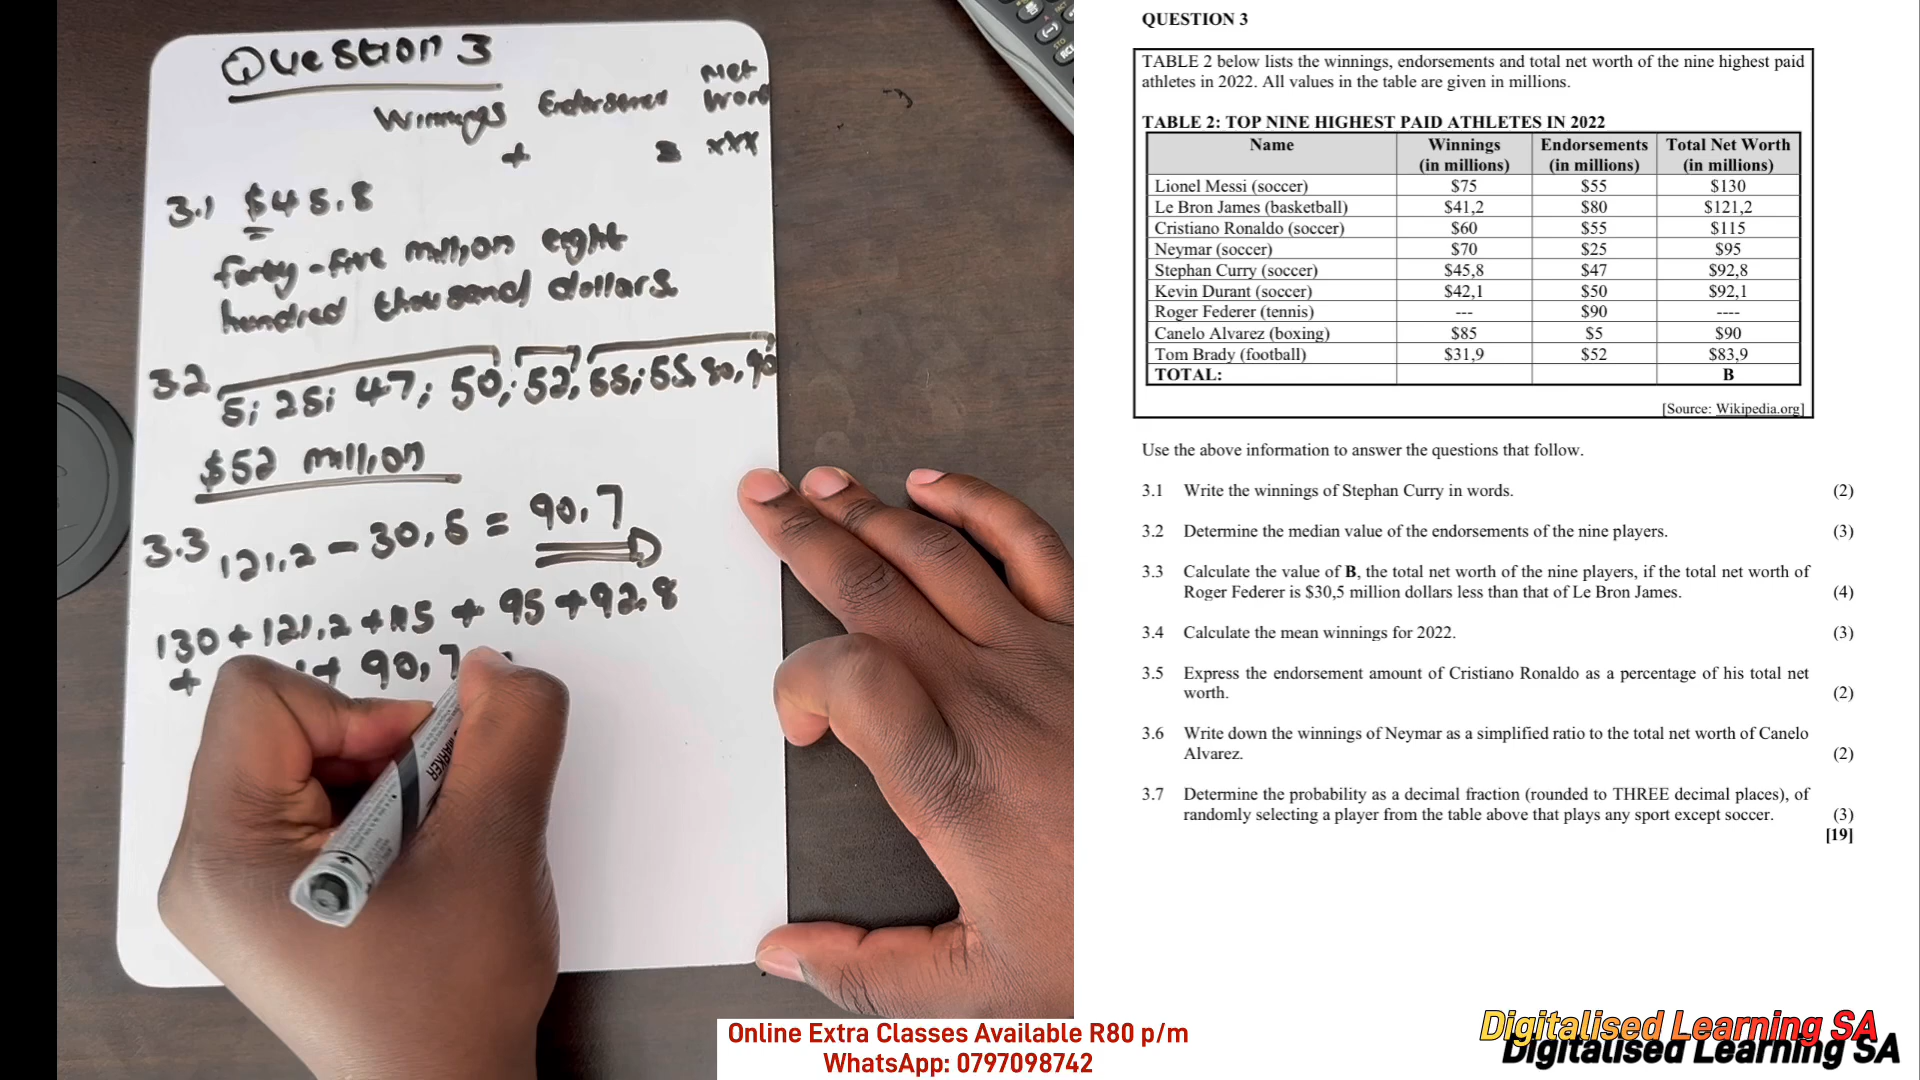 Question 3
Net
Winnings Endorsement Wort
+ = xxx
3.1 $45.8
forty-five million eight
hundred thousand dollars
3.2 5; 25; 47; 50; 52; 55; 55, 80, 90
$52 million
3.3 121.2 - 30,5 = 90.7
130 + 121.2 + 115 + 95 + 92.8
+ + 90,7
QUESTION 3
TABLE 2 below lists the winnings, endorsements and total net worth of the nine highest paid
athletes in 2022. All values in the table are given in millions.
TABLE 2: TOP NINE HIGHEST PAID ATHLETES IN 2022
Name Winnings Endorsements Total Net Worth
(in millions) (in millions) (in millions)
Lionel Messi (soccer) $75 $55 $130
Le Bron James (basketball) $41,2 $80 $121,2
Cristiano Ronaldo (soccer) $60 $55 $115
Neymar (soccer) $70 $25 $95
Stephan Curry (soccer) $45,8 $47 $92,8
Kevin Durant (soccer) $42,1 $50 $92,1
Roger Federer (tennis) --- $90 ----
Canelo Alvarez (boxing) $85 $5 $90
Tom Brady (football) $31,9 $52 $83,9
TOTAL: B
[Source: Wikipedia.org]
Use the above information to answer the questions that follow.
3.1 Write the winnings of Stephan Curry in words. (2)
3.2 Determine the median value of the endorsements of the nine players. (3)
3.3 Calculate the value of B, the total net worth of the nine players, if the total net worth of
Roger Federer is $30,5 million dollars less than that of Le Bron James. (4)
3.4 Calculate the mean winnings for 2022. (3)
3.5 Express the endorsement amount of Cristiano Ronaldo as a percentage of his total net
worth. (2)
3.6 Write down the winnings of Neymar as a simplified ratio to the total net worth of Canelo
Alvarez. (2)
3.7 Determine the probability as a decimal fraction (rounded to THREE decimal places), of
randomly selecting a player from the table above that plays any sport except soccer. (3)
[19]
Online Extra Classes Available R80 p/m
WhatsApp: 0797098742
Digitalised Learning SA
Digitalised Learning SA